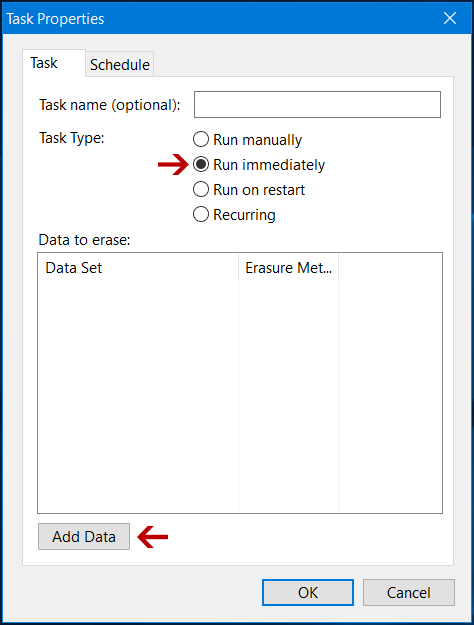 Task Properties
Task
Schedule
Task name (optional):
Task Type:
Run manually
Run immediately
Run on restart
Recurring
Data to erase:
Data Set
Erasure Met...
Add Data
OK
Cancel